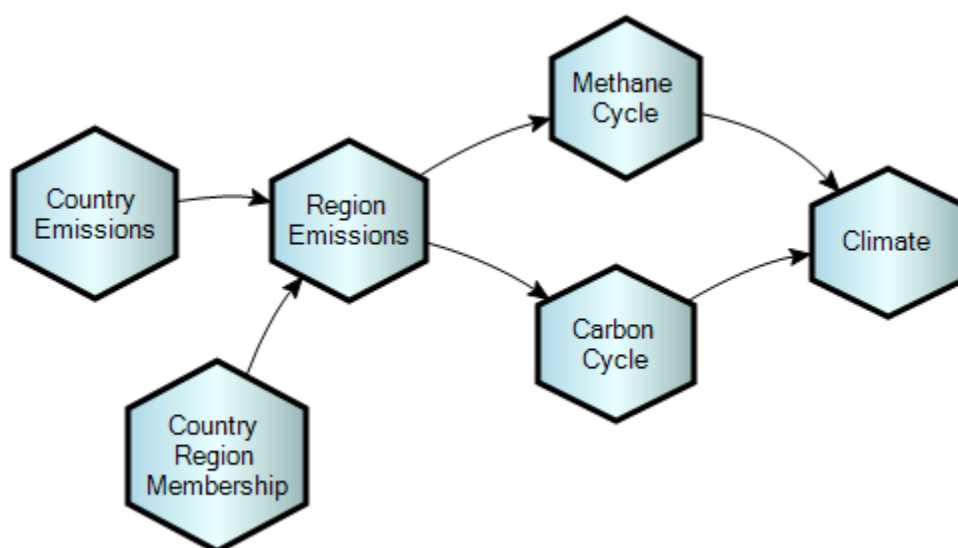 Country
Emissions
Region
Emissions
Methane
Cycle
Climate
Carbon
Cycle
Country
Region
Membership